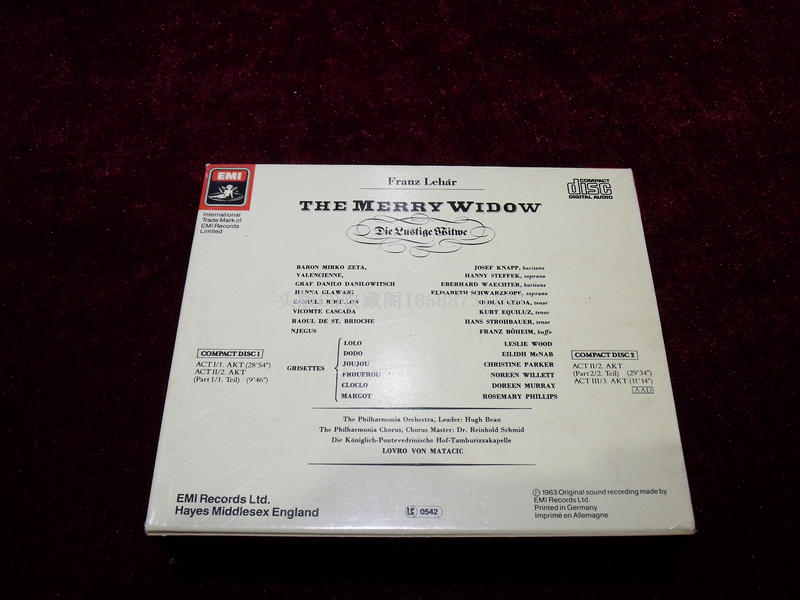 EMI
International
Trade Mark of
EMI Records
Limited
Franz Lehár
COMPACT
disc
DIGITAL AUDIO
THE MERRY WIDOW
Die Lustige Witwe
BARON MIRKO ZETA, JOSEF KNAPP, baritone
VALENCIENNE, HANNY STEFFEK, soprano
GRAF DANILO DANILOWITSCH EBERHARD WAECHTER, baritone
HANNA GLAWARI ELISABETH SCHWARZKOPF, soprano
CAMILLE ROSILLON NICOLAI GEDDA, tenor
VICOMTE CASCADA KURT EQUILUZ, tenor
RAOUL DE ST. BRIOCHE HANS STROHBAUER, tenor
NJEGUS FRANZ BÖHEIM, buffo
GRISETTES
LOLO LESLIE WOOD
DODO EILIDH McNAB
JOUJOU CHRISTINE PARKER
FROUFROU NOREEN WILLETT
CLOCLO DOREEN MURRAY
MARGOT ROSEMARY PHILLIPS
COMPACT DISC 1
ACT I/1. AKT (28'54")
ACT II/2. AKT
(Part 1/1. Teil) (9'46")
COMPACT DISC 2
ACT II/2. AKT
(Part 2/2. Teil) (29'34")
ACT III/3. AKT (11'14")
AAD
The Philharmonia Orchestra, Leader: Hugh Bean
The Philharmonia Chorus, Chorus Master: Dr. Reinhold Schmid
Die Königlich-Pontevedrinische Hof-Tamburizzakapelle
LOVRO VON MATACIC
EMI Records Ltd.
Hayes Middlesex England
LC 0542
Ⓟ 1963 Original sound recording made by
EMI Records Ltd.
Printed in Germany
Imprimé en Allemagne